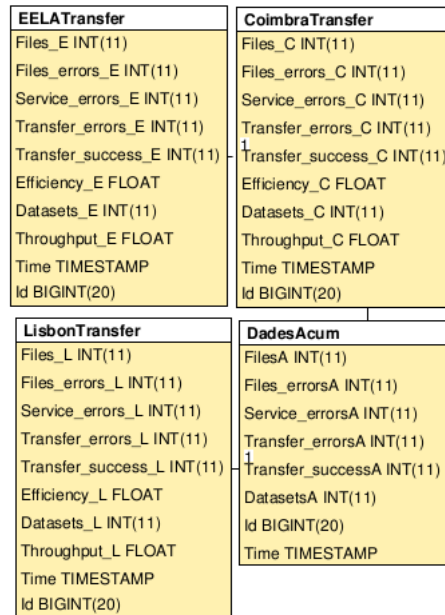 EELATransfer
Files_E INT(11)
Files_errors_E INT(11)
Service_errors_E INT(11)
Transfer_errors_E INT(11)
Transfer_success_E INT(11)
Efficiency_E FLOAT
Datasets_E INT(11)
Throughput_E FLOAT
Time TIMESTAMP
Id BIGINT(20)
CoimbraTransfer
Files_C INT(11)
Files_errors_C INT(11)
Service_errors_C INT(11)
Transfer_errors_C INT(11)
1
Transfer_success_C INT(11)
Efficiency_C FLOAT
Datasets_C INT(11)
Throughput_C FLOAT
Time TIMESTAMP
Id BIGINT(20)
LisbonTransfer
Files_L INT(11)
Files_errors_L INT(11)
Service_errors_L INT(11)
Transfer_errors_L INT(11)
Transfer_success_L INT(11)
Efficiency_L FLOAT
Datasets_L INT(11)
Throughput_L FLOAT
Time TIMESTAMP
Id BIGINT(20)
DadesAcum
FilesA INT(11)
Files_errorsA INT(11)
Service_errorsA INT(11)
Transfer_errorsA INT(11)
1
Transfer_successA INT(11)
DatasetsA INT(11)
Id BIGINT(20)
Time TIMESTAMP